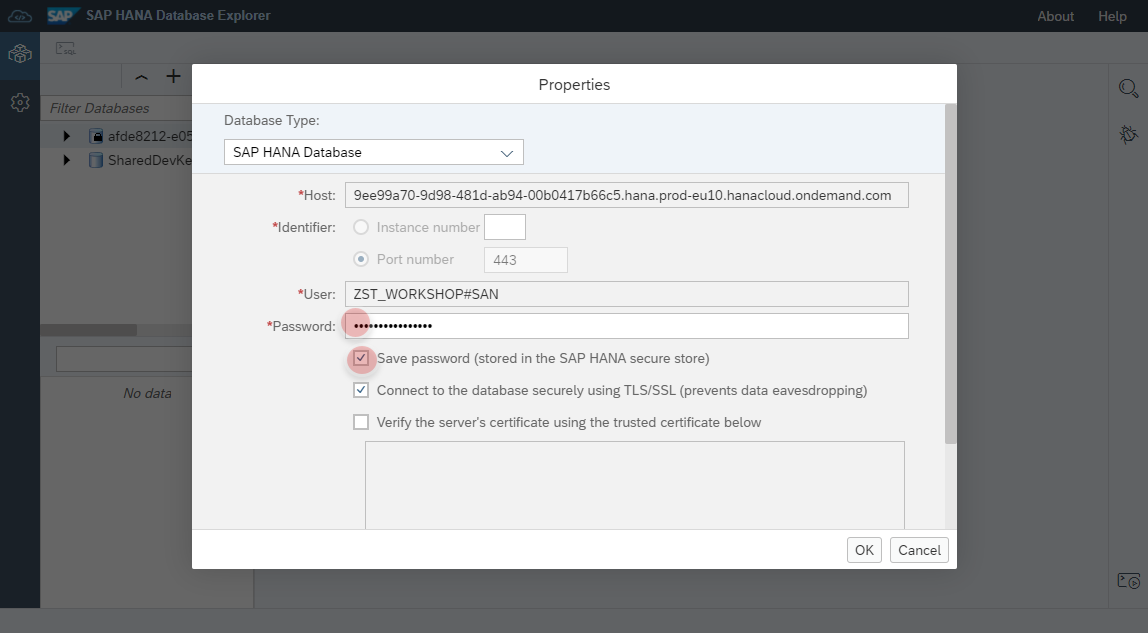 SAP SAP HANA Database Explorer About Help
SQL
Filter Databases
afde8212-e05
SharedDevKe
No data
Properties
Database Type:
SAP HANA Database
*Host: 9ee99a70-9d98-481d-ab94-00b0417b66c5.hana.prod-eu10.hanacloud.ondemand.com
*Identifier: Instance number
Port number 443
*User: ZST_WORKSHOP#SAN
*Password: ••••••••••••••••
Save password (stored in the SAP HANA secure store)
Connect to the database securely using TLS/SSL (prevents data eavesdropping)
Verify the server's certificate using the trusted certificate below
OK Cancel